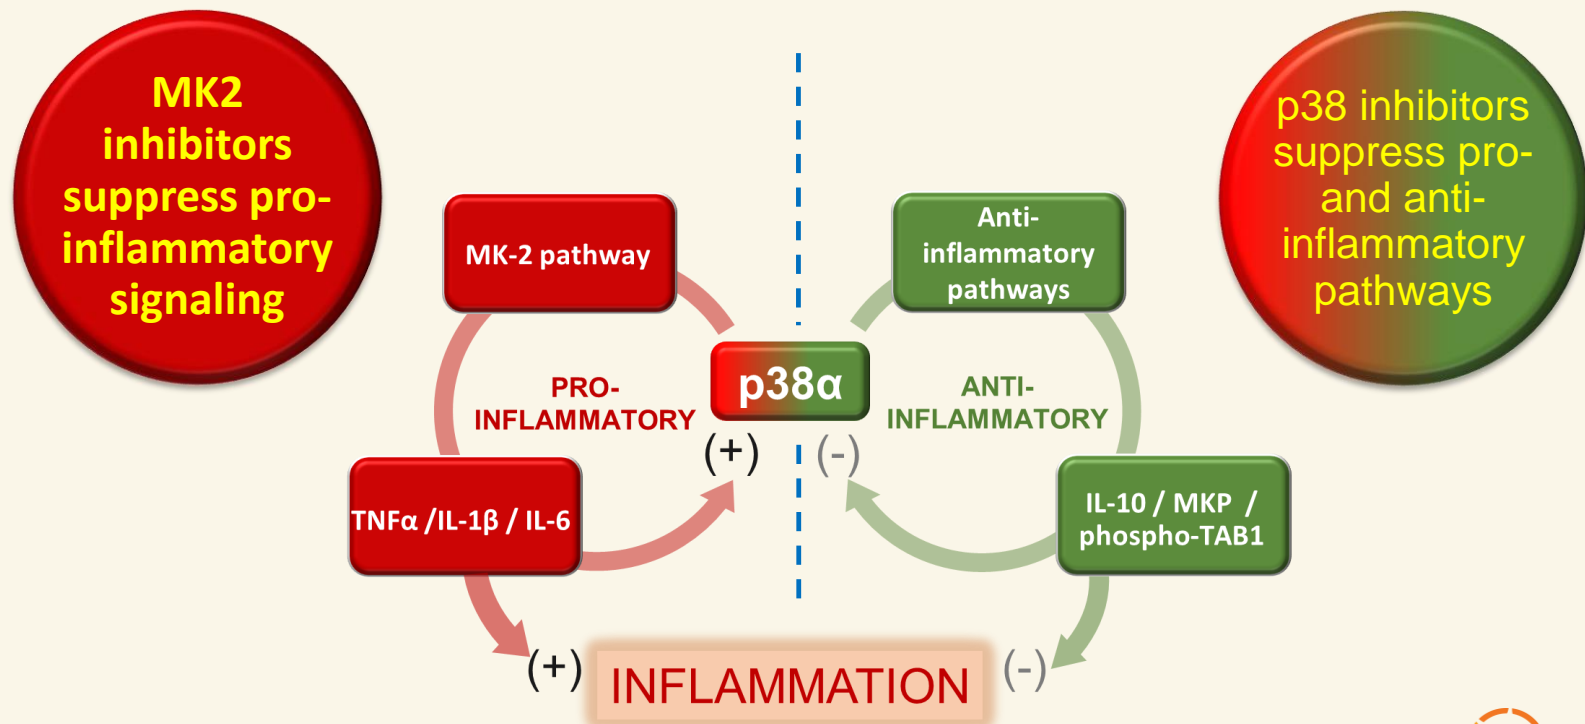 MK2
inhibitors
suppress pro-
inflammatory
signaling
p38 inhibitors
suppress pro-
and anti-
inflammatory
pathways
MK-2 pathway
Anti-
inflammatory
pathways
p38α
PRO-
INFLAMMATORY
ANTI-
INFLAMMATORY
(+)
(-)
TNFα /IL-1β / IL-6
IL-10 / MKP /
phospho-TAB1
(+)
INFLAMMATION
(-)